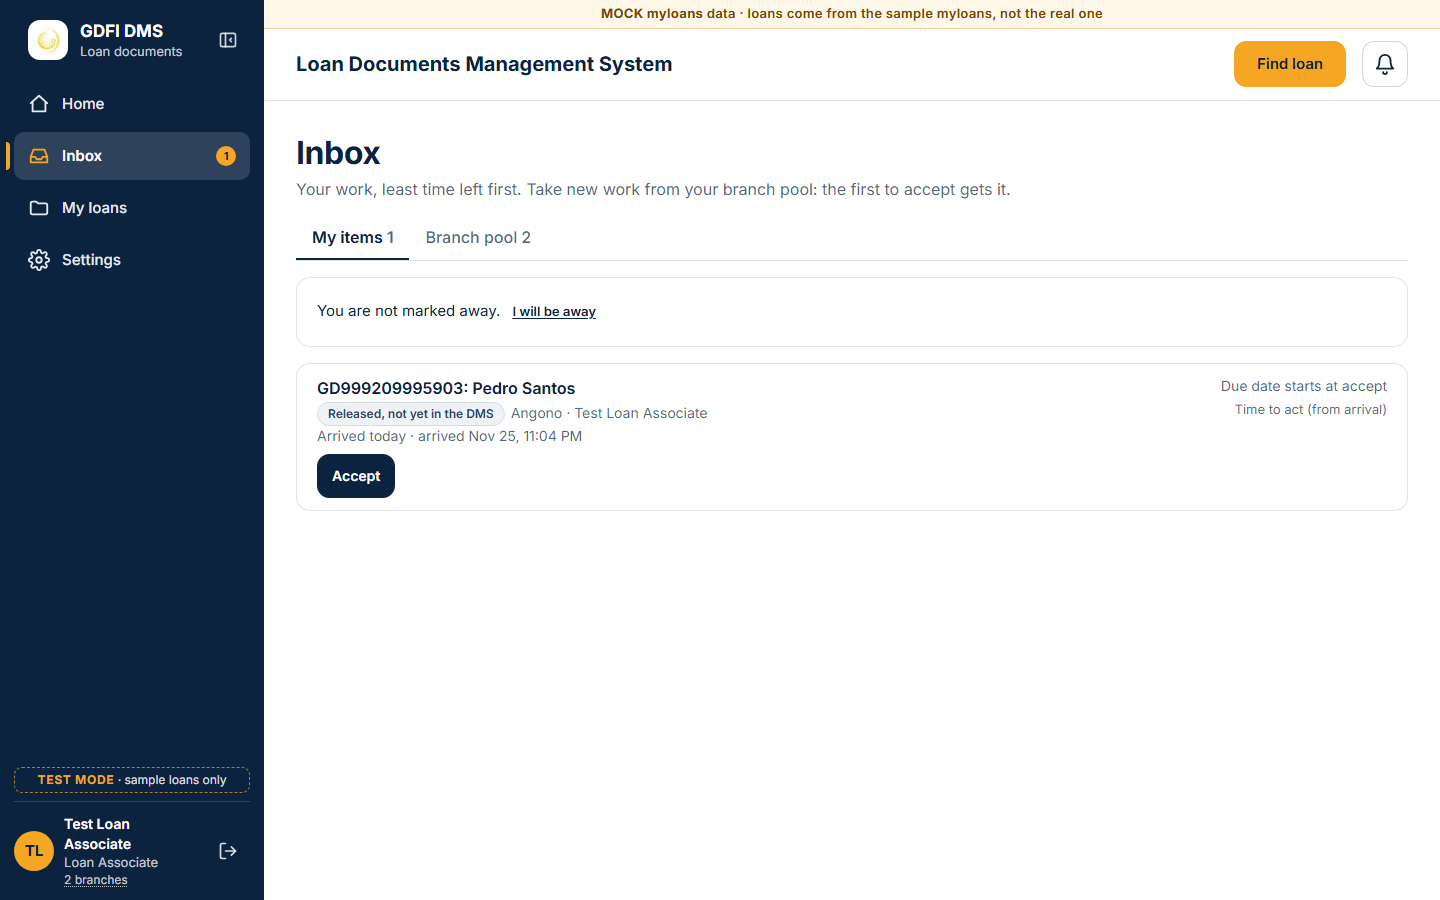 MOCK myloans data · loans come from the sample myloans, not the real one
GDFI DMS
Loan documents
Home
Inbox 1
My loans
Settings
TEST MODE · sample loans only
TL
Test Loan
Associate
Loan Associate
2 branches
Loan Documents Management System
Find loan
Inbox
Your work, least time left first. Take new work from your branch pool: the first to accept gets it.
My items 1 Branch pool 2
You are not marked away. I will be away
GD999209995903: Pedro Santos
Released, not yet in the DMS Angono · Test Loan Associate
Arrived today · arrived Nov 25, 11:04 PM
Accept
Due date starts at accept
Time to act (from arrival)